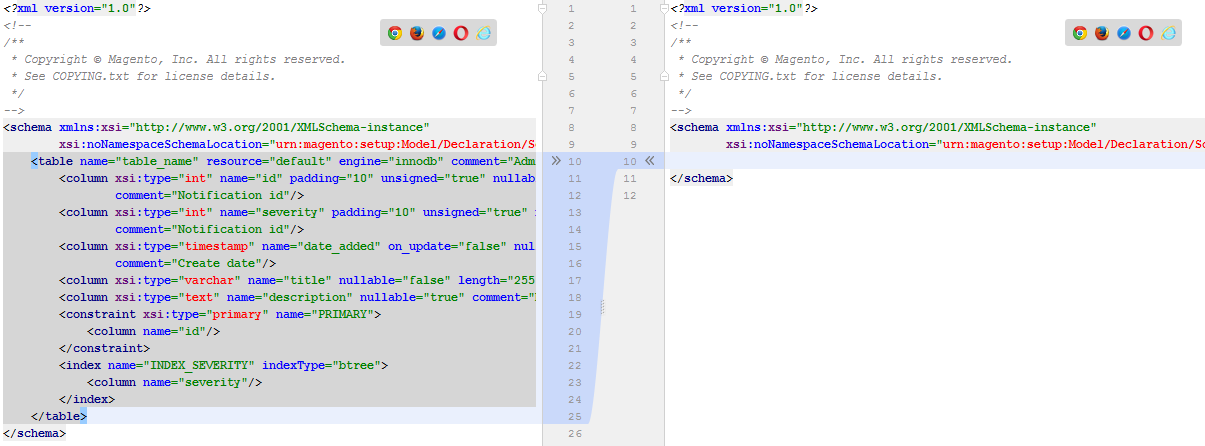 <?xml version="1.0"?>
<!--
/**
 * Copyright © Magento, Inc. All rights reserved.
 * See COPYING.txt for license details.
 */
-->
<schema xmlns:xsi="http://www.w3.org/2001/XMLSchema-instance"
        xsi:noNamespaceSchemaLocation="urn:magento:setup:Model/Declaration/S
    <table name="table_name" resource="default" engine="innodb" comment="Adm
        <column xsi:type="int" name="id" padding="10" unsigned="true" nullab
                comment="Notification id"/>
        <column xsi:type="int" name="severity" padding="10" unsigned="true"
                comment="Notification id"/>
        <column xsi:type="timestamp" name="date_added" on_update="false" nul
                comment="Create date"/>
        <column xsi:type="varchar" name="title" nullable="false" length="255
        <column xsi:type="text" name="description" nullable="true" comment=
        <constraint xsi:type="primary" name="PRIMARY">
            <column name="id"/>
        </constraint>
        <index name="INDEX_SEVERITY" indexType="btree">
            <column name="severity"/>
        </index>
    </table>
</schema>
1
2
3
4
5
6
7
8
9
10
11
12
13
14
15
16
17
18
19
20
21
22
23
24
25
26
1
2
3
4
5
6
7
8
9
10
11
12
<?xml version="1.0"?>
<!--
/**
 * Copyright © Magento, Inc. All rights reserved.
 * See COPYING.txt for license details.
 */
-->
<schema xmlns:xsi="http://www.w3.org/2001/XMLSchema-instance"
        xsi:noNamespaceSchemaLocation="urn:magento:setup:Model/Declaration/Sc
</schema>